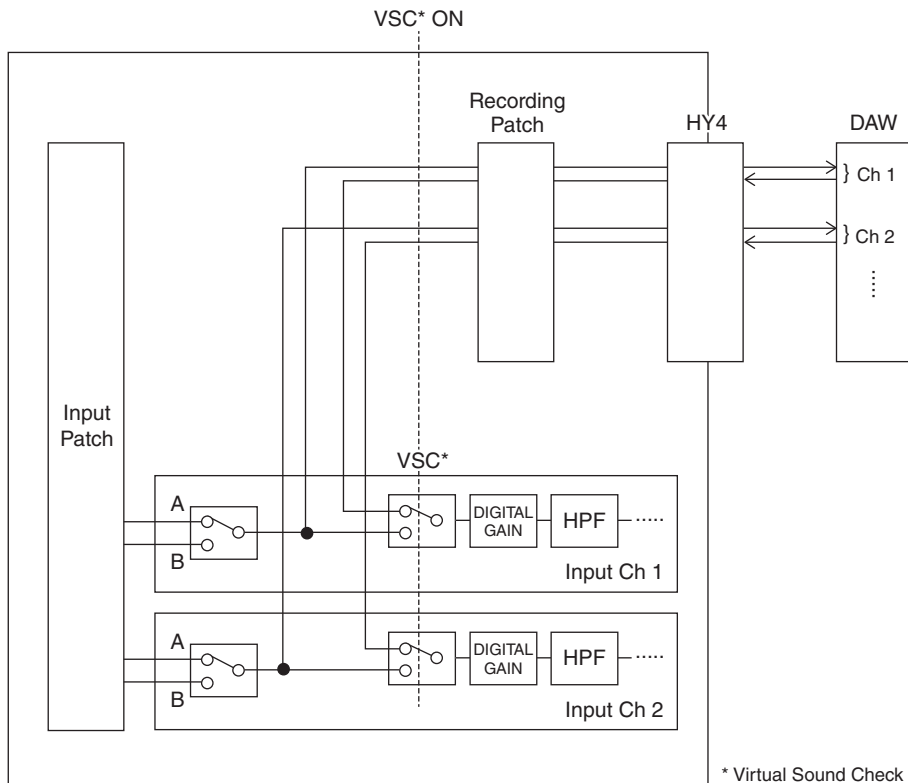 VSC* ON
Recording
Patch
HY4
DAW
} Ch 1
} Ch 2
Input
Patch
VSC*
A
B
DIGITAL
GAIN
HPF
Input Ch 1
A
B
DIGITAL
GAIN
HPF
Input Ch 2
* Virtual Sound Check